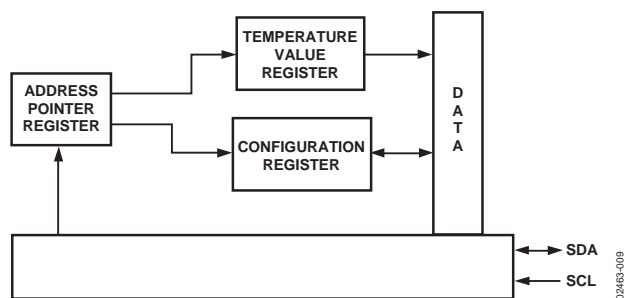 TEMPERATURE
VALUE
REGISTER
ADDRESS
POINTER
REGISTER
CONFIGURATION
REGISTER
D
A
T
A
SDA
SCL
02463-009